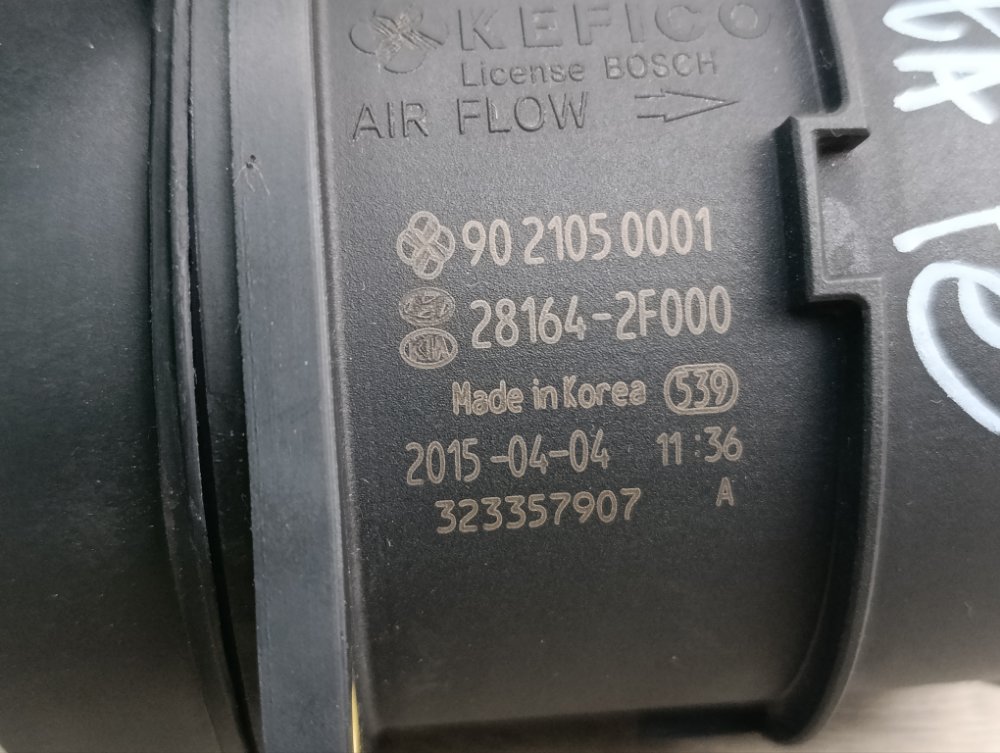 KEFICO
License BOSCH
AIR FLOW
90 2105 0001
28164-2F000
KIA
Made in Korea 539
2015-04-04 11:36
323357907 A